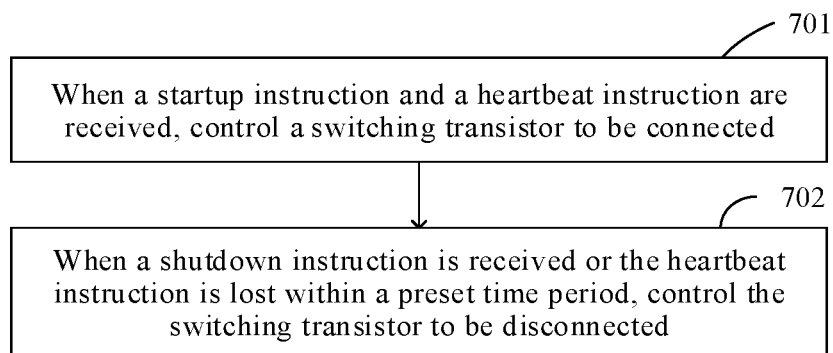 701
When a startup instruction and a heartbeat instruction are
received, control a switching transistor to be connected
702
When a shutdown instruction is received or the heartbeat
instruction is lost within a preset time period, control the
switching transistor to be disconnected